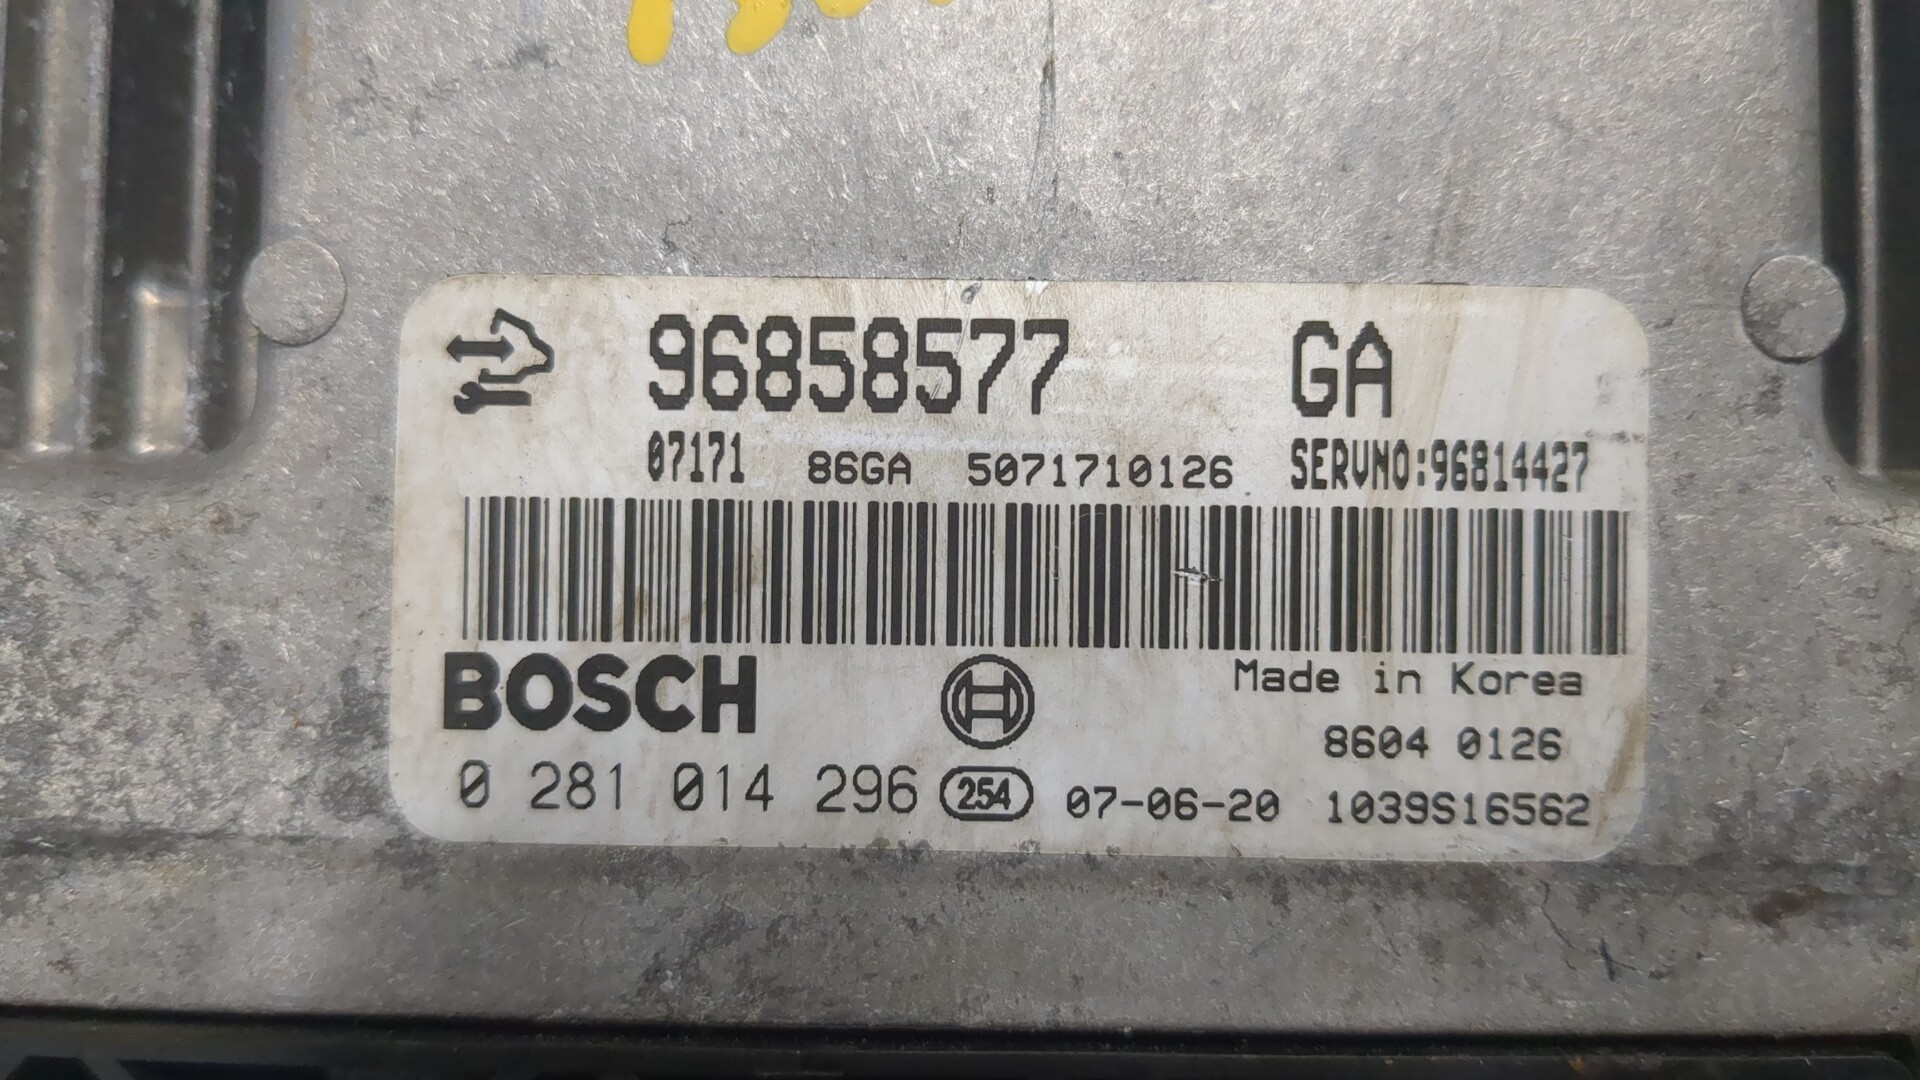 96858577 GA
07171 86GA 5071710126 SERVNO:96814427
BOSCH Made in Korea
8604 0126
0 281 014 296 254 07-06-20 1039S16562